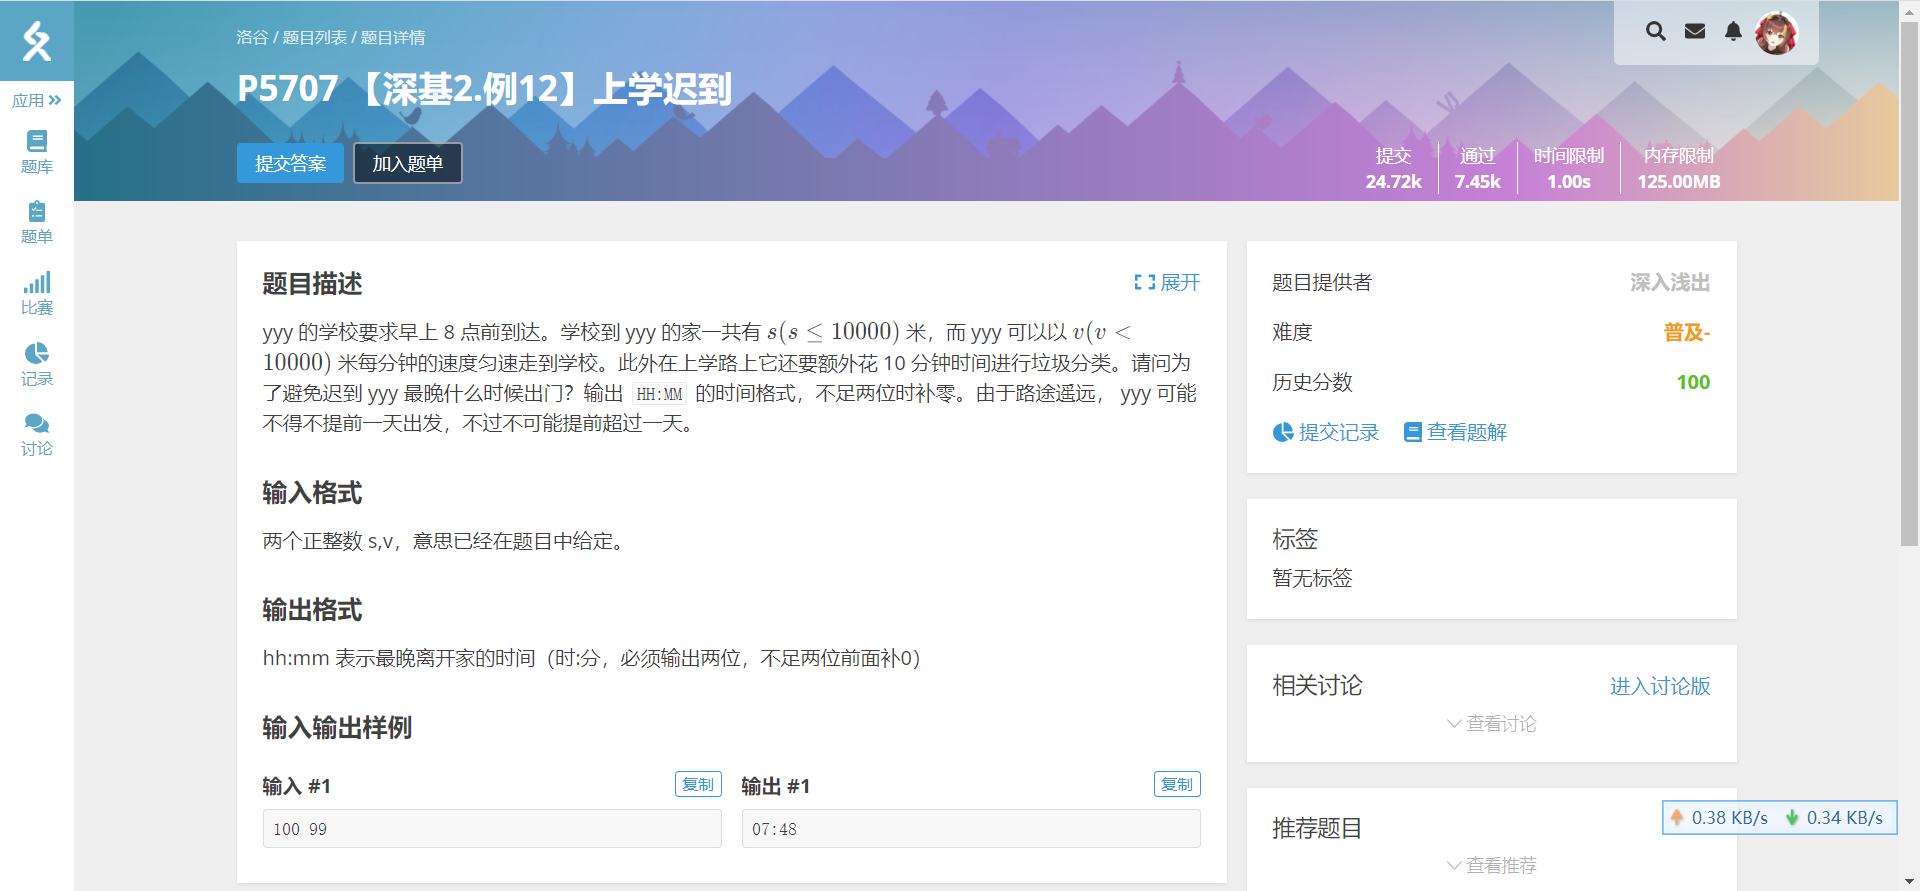 洛谷 / 题目列表 / 题目详情
P5707 【深基2.例12】上学迟到
应用
题库
题单
比赛
记录
讨论
提交答案
加入题单
提交
24.72k
通过
7.45k
时间限制
1.00s
内存限制
125.00MB
题目描述
展开
yyy 的学校要求早上 8 点前到达。学校到 yyy 的家一共有 s(s ≤ 10000) 米，而 yyy 可以以 v(v <
10000) 米每分钟的速度匀速走到学校。此外在上学路上它还要额外花 10 分钟时间进行垃圾分类。请问为
了避免迟到 yyy 最晚什么时候出门？输出 HH:MM 的时间格式，不足两位时补零。由于路途遥远， yyy 可能
不得不提前一天出发，不过不可能提前超过一天。
输入格式
两个正整数 s,v，意思已经在题目中给定。
输出格式
hh:mm 表示最晚离开家的时间（时:分，必须输出两位，不足两位前面补0）
输入输出样例
输入 #1
复制
100 99
输出 #1
复制
07:48
题目提供者
深入浅出
难度
普及-
历史分数
100
提交记录
查看题解
标签
暂无标签
相关讨论
进入讨论版
查看讨论
推荐题目
查看推荐
0.38 KB/s
0.34 KB/s